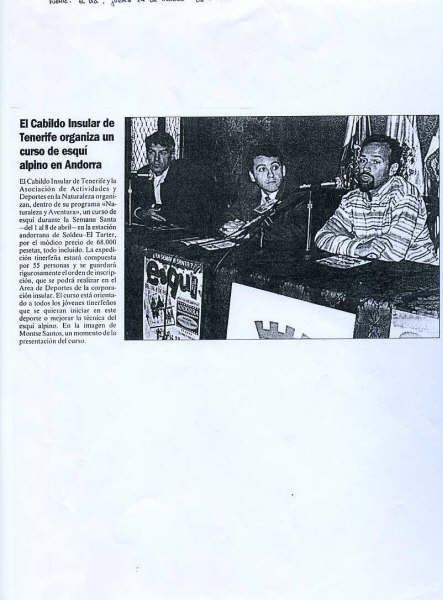 El Cabildo Insular de
Tenerife organiza un
curso de esquí
alpino en Andorra
El Cabildo Insular de Tenerife y la
Asociación de Actividades y
Deportes en la Naturaleza organi-
zan, dentro de su programa «Na-
turaleza y Aventura», un curso de
esquí durante la Semana Santa
–del 1 al 8 de abril– en la estación
andorrana de Soldeu-El Tarter,
por el módico precio de 68.000
pesetas, todo incluido. La expedi-
ción tinerfeña estará compuesta
por 55 personas y se guardará
rigurosamente el orden de inscrip-
ción, que se podrá realizar en el
Area de Deportes de la corpora-
ción insular. El curso está orienta-
do a todos los jóvenes tinerfeños
que se quieran iniciar en este
deporte o mejorar la técnica del
esquí alpino. En la imagen de
Montse Santos, un momento de la
presentación del curso.
esquí